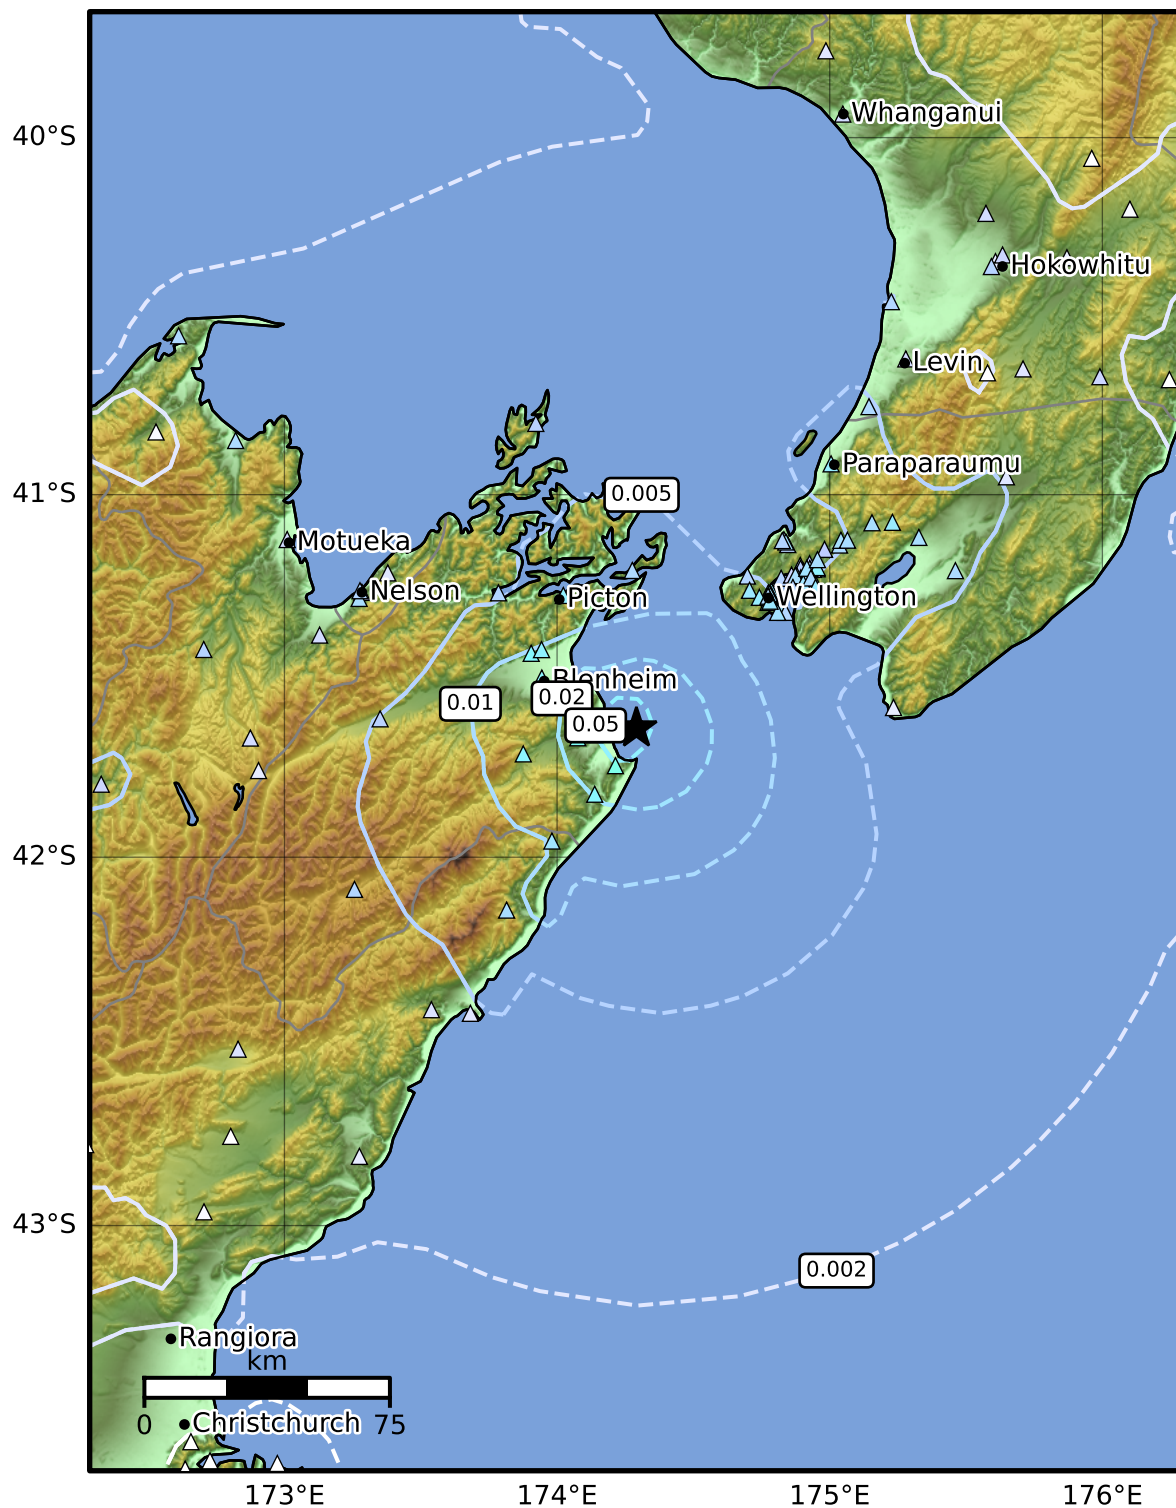 40°S
Whanganui
Hokowhitu
Levin
Paraparaumu
41°S
0.005
Motueka
Nelson
Picton
Wellington
Blenheim
0.01
0.02
0.05
42°S
43°S
0.002
Rangiora
km
0
75
Christchurch
173°E
174°E
175°E
176°E